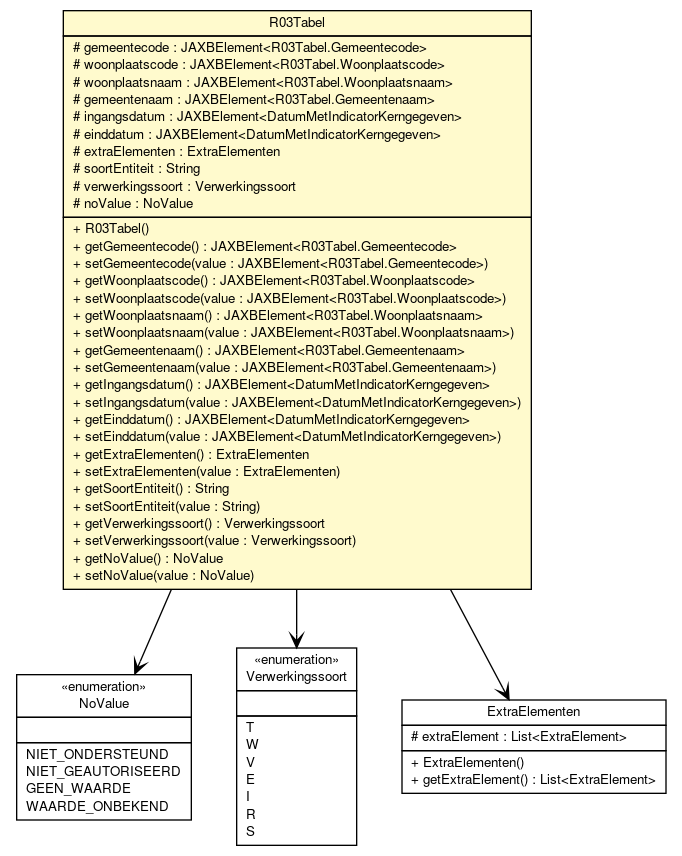 R03Tabel
# gemeentecode : JAXBElement<R03Tabel.Gemeentecode>
# woonplaatscode : JAXBElement<R03Tabel.Woonplaatscode>
# woonplaatsnaam : JAXBElement<R03Tabel.Woonplaatsnaam>
# gemeentenaam : JAXBElement<R03Tabel.Gemeentenaam>
# ingangsdatum : JAXBElement<DatumMetIndicatorKerngegeven>
# einddatum : JAXBElement<DatumMetIndicatorKerngegeven>
# extraElementen : ExtraElementen
# soortEntiteit : String
# verwerkingssoort : Verwerkingssoort
# noValue : NoValue
+ R03Tabel()
+ getGemeentecode() : JAXBElement<R03Tabel.Gemeentecode>
+ setGemeentecode(value : JAXBElement<R03Tabel.Gemeentecode>)
+ getWoonplaatscode() : JAXBElement<R03Tabel.Woonplaatscode>
+ setWoonplaatscode(value : JAXBElement<R03Tabel.Woonplaatscode>)
+ getWoonplaatsnaam() : JAXBElement<R03Tabel.Woonplaatsnaam>
+ setWoonplaatsnaam(value : JAXBElement<R03Tabel.Woonplaatsnaam>)
+ getGemeentenaam() : JAXBElement<R03Tabel.Gemeentenaam>
+ setGemeentenaam(value : JAXBElement<R03Tabel.Gemeentenaam>)
+ getIngangsdatum() : JAXBElement<DatumMetIndicatorKerngegeven>
+ setIngangsdatum(value : JAXBElement<DatumMetIndicatorKerngegeven>)
+ getEinddatum() : JAXBElement<DatumMetIndicatorKerngegeven>
+ setEinddatum(value : JAXBElement<DatumMetIndicatorKerngegeven>)
+ getExtraElementen() : ExtraElementen
+ setExtraElementen(value : ExtraElementen)
+ getSoortEntiteit() : String
+ setSoortEntiteit(value : String)
+ getVerwerkingssoort() : Verwerkingssoort
+ setVerwerkingssoort(value : Verwerkingssoort)
+ getNoValue() : NoValue
+ setNoValue(value : NoValue)
«enumeration»
NoValue
NIET_ONDERSTEUND
NIET_GEAUTORISEERD
GEEN_WAARDE
WAARDE_ONBEKEND
«enumeration»
Verwerkingssoort
T
W
V
E
I
R
S
ExtraElementen
# extraElement : List<ExtraElement>
+ ExtraElementen()
+ getExtraElement() : List<ExtraElement>